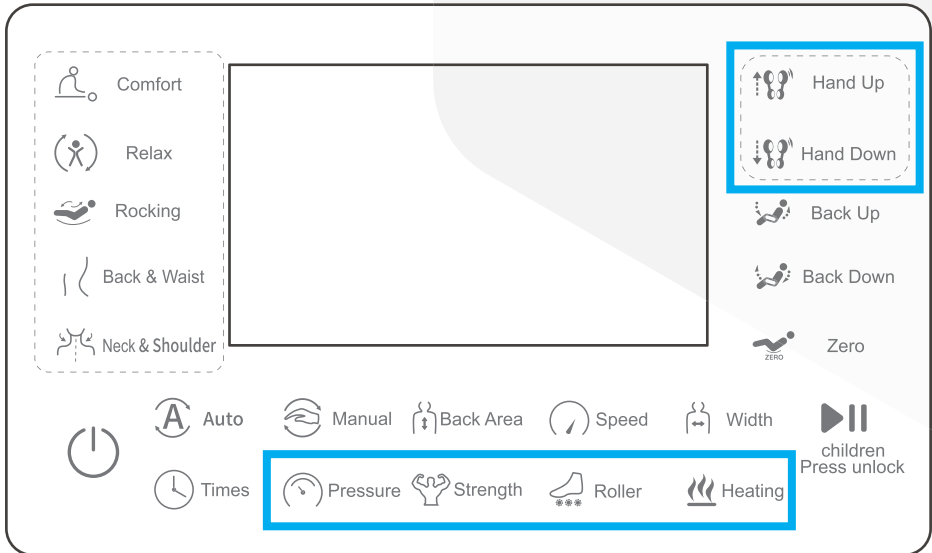 Comfort
Relax
Rocking
Back & Waist
Neck & Shoulder
Hand Up
Hand Down
Back Up
Back Down
ZERO
Zero
A Auto
Manual
Back Area
Speed
Width
children
Press unlock
Times
Pressure
Strength
Roller
Heating